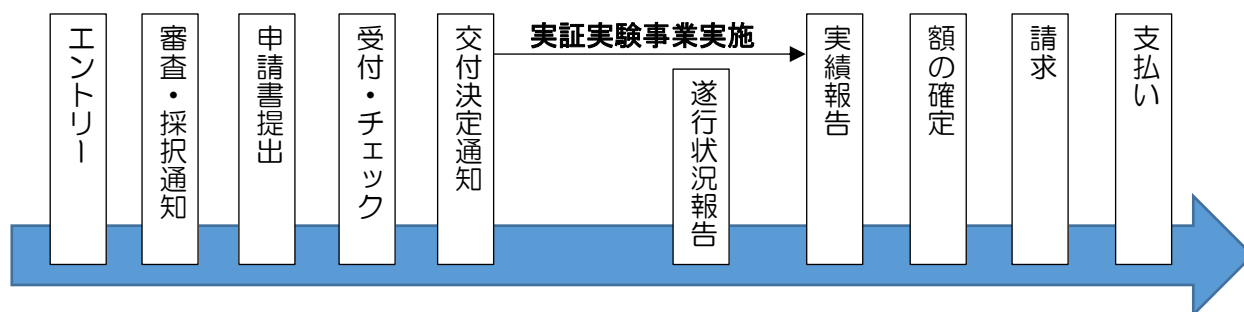 エントリー
審査・採択通知
申請書提出
受付・チェック
交付決定通知
実証実験事業実施
遂行状況報告
実績報告
額の確定
請求
支払い